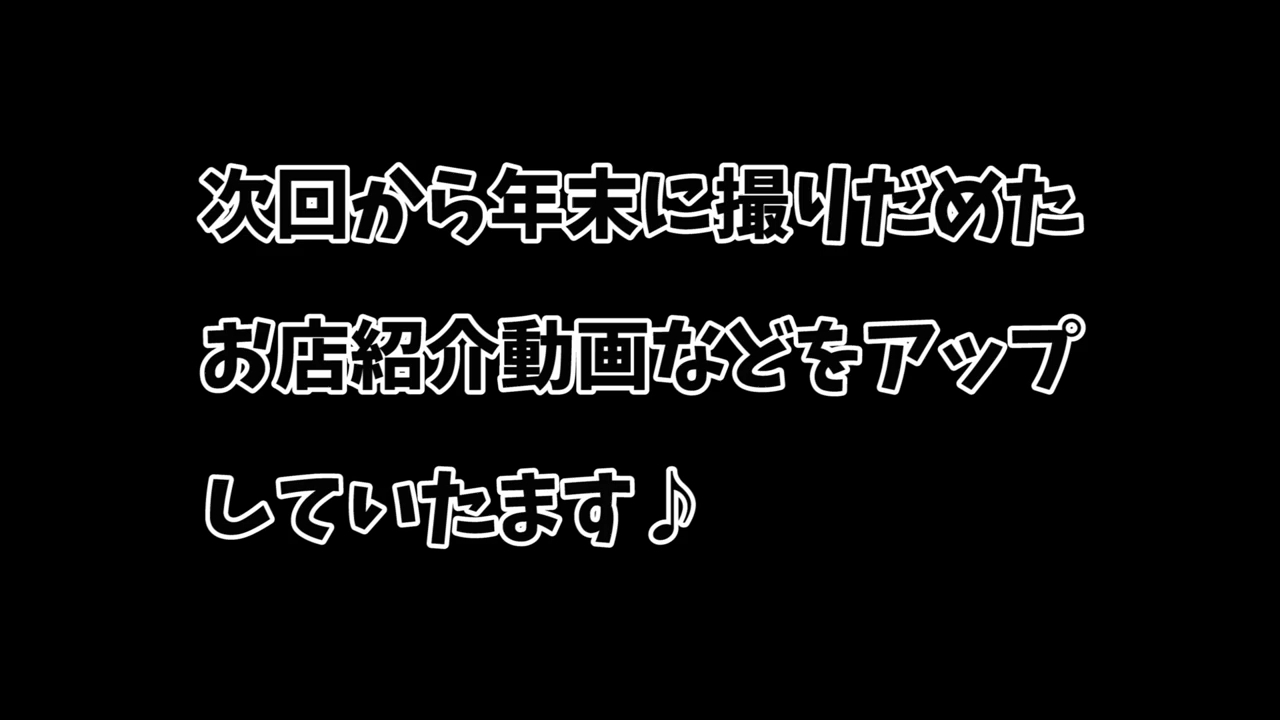 次回から年末に撮りだめた
お店紹介動画などをアップ
していたます♪